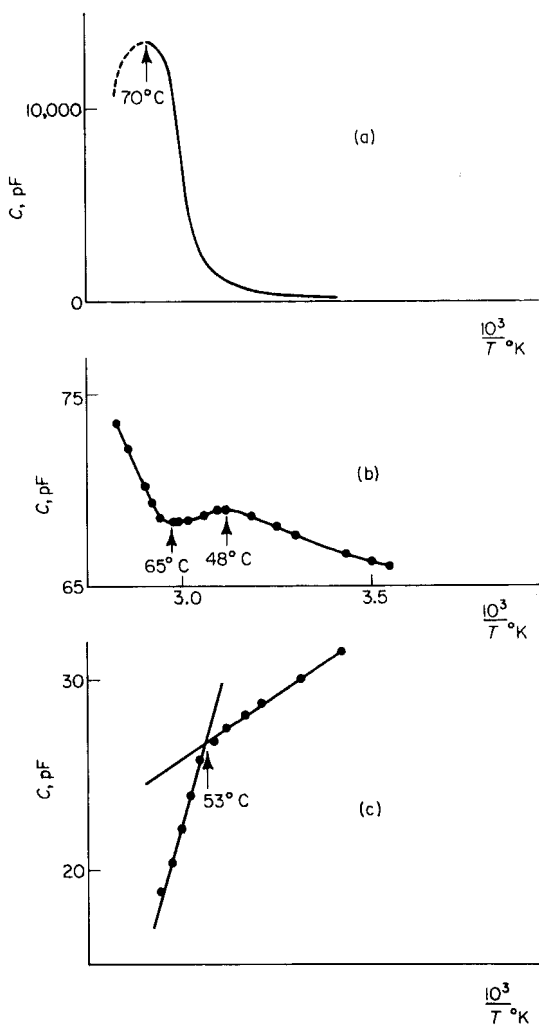 70°C
10,000
(a)
C, pF
0
10³
T °K
75
(b)
C, pF
65°C
48°C
65
3.0
3.5
10³
T °K
30
C, pF
53°C
(c)
20
10³
T °K